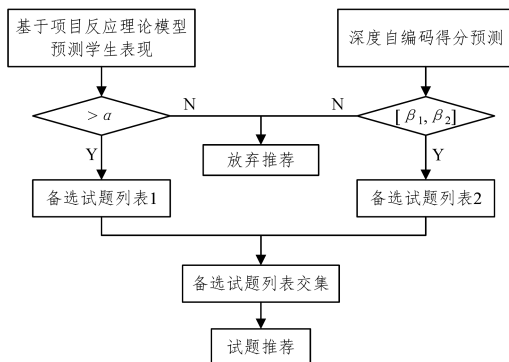 基于项目反应理论模型
预测学生表现
深度自编码得分预测
> a
N
N
[ β1, β2]
Y
放弃推荐
Y
备选试题列表1
备选试题列表2
备选试题列表交集
试题推荐